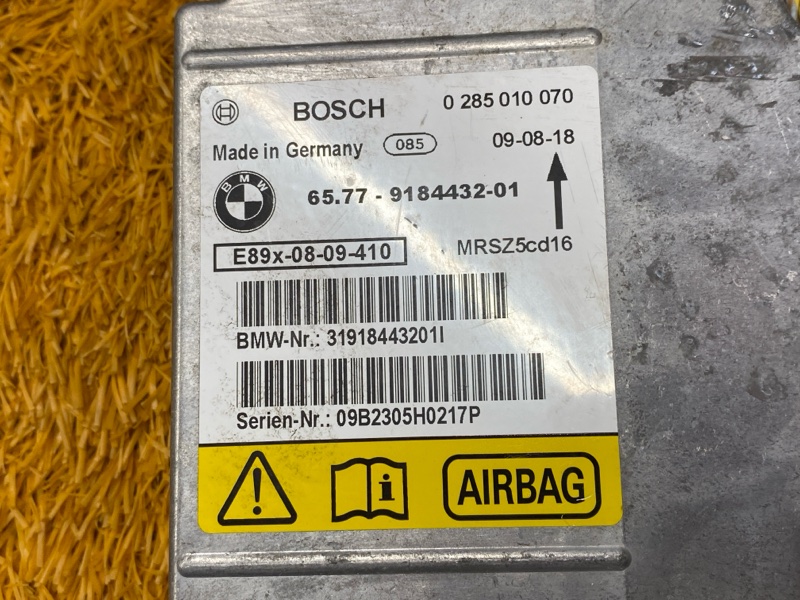 BOSCH 0 285 010 070
Made in Germany 085 09-08-18
BMW 65.77 - 9184432-01
E89x-08-09-410 MRSZ5cd16
BMW-Nr.: 31918443201I
Serien-Nr.: 09B2305H0217P
AIRBAG